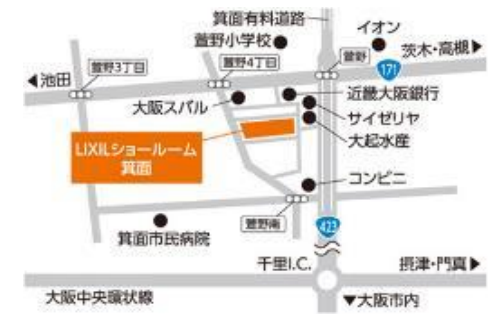 箕面有料道路
萱野小学校
イオン
茨木・高槻▶
萱野3丁目
萱野4丁目
萱野
171
◀池田
大阪スバル
近畿大阪銀行
サイゼリヤ
大起水産
LIXILショールーム
箕面
コンビニ
萱野南
箕面市民病院
423
千里I.C.
摂津・門真▶
大阪中央環状線
▼大阪市内